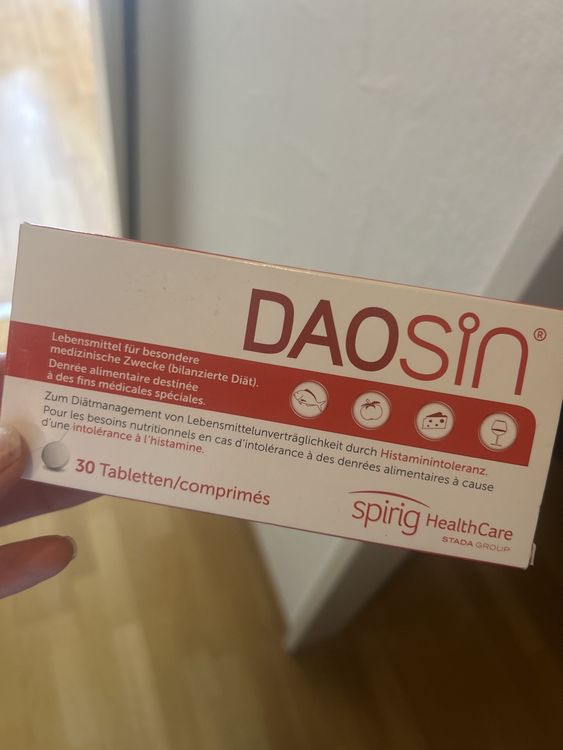 DAOSiN®
Lebensmittel für besondere
medizinische Zwecke (bilanzierte Diät).
Denrée alimentaire destinée
à des fins médicales spéciales.
Zum Diätmanagement von Lebensmittelunverträglichkeit durch Histaminintoleranz.
Pour les besoins nutritionnels en cas d'intolérance à des denrées alimentaires à cause
d'une intolérance à l'histamine.
30 Tabletten/comprimés
spirig HealthCare
STADA GROUP